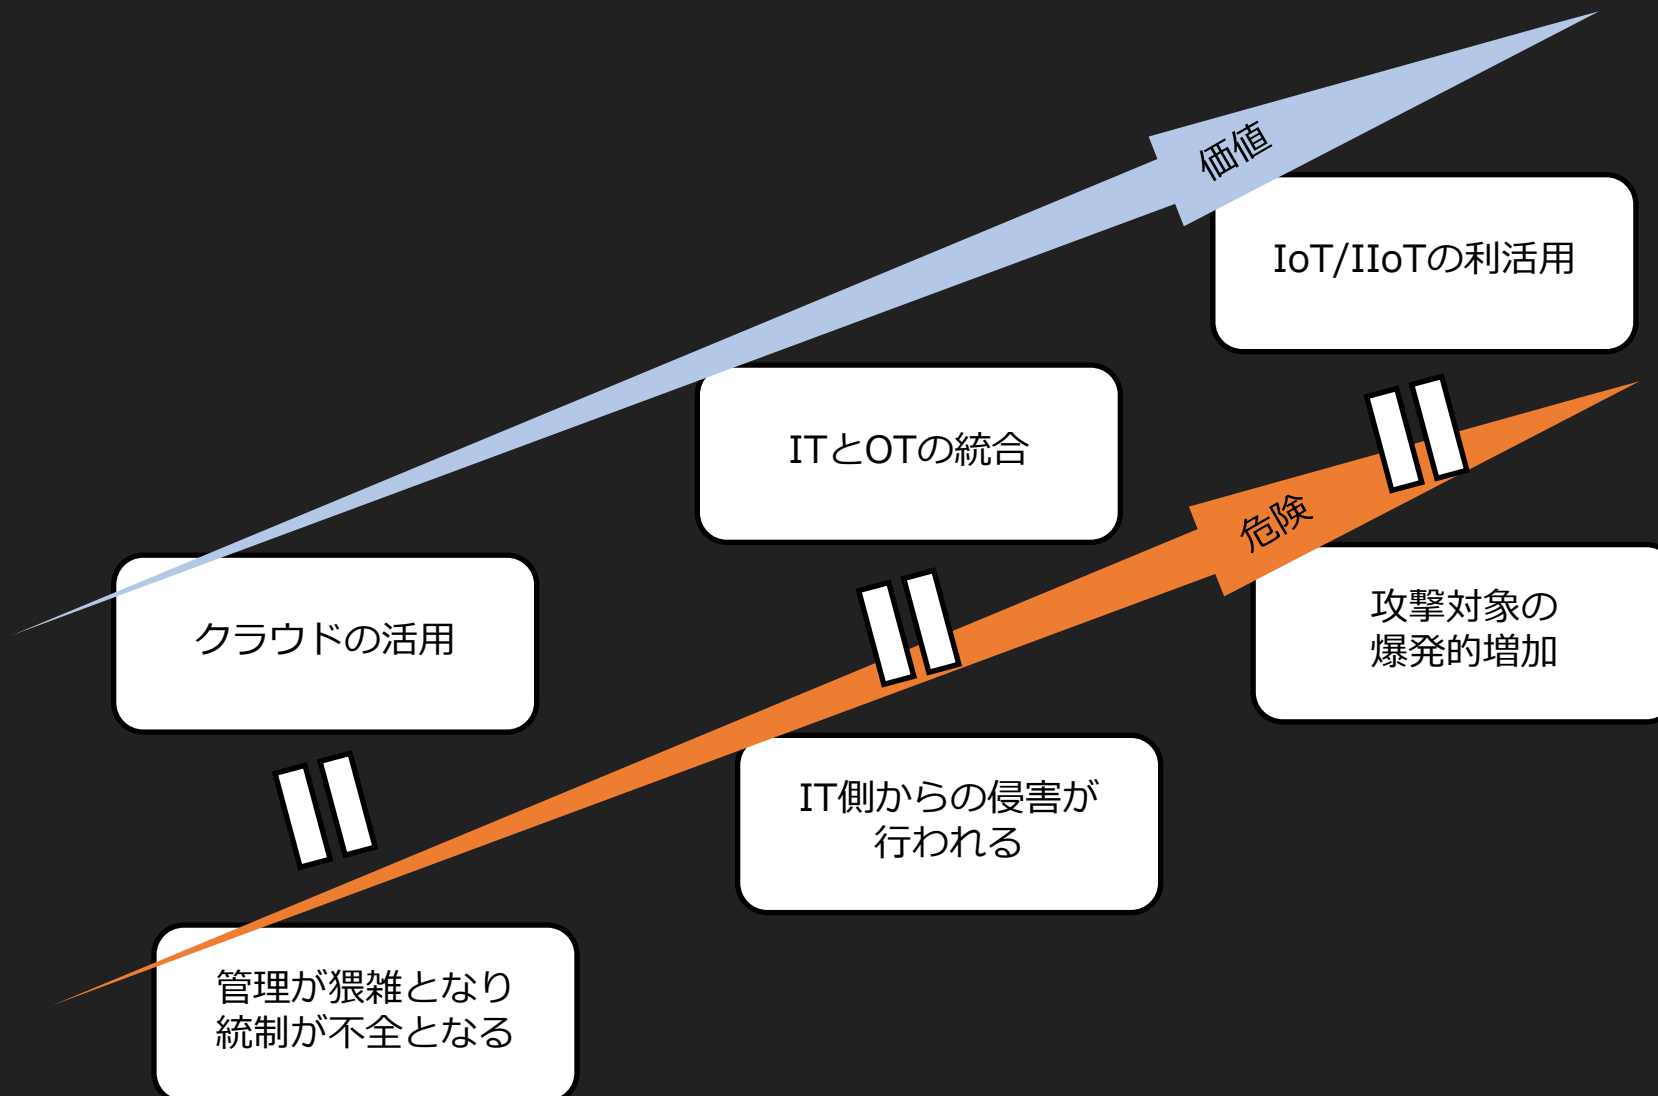 価値
IoT/IIoTの利活用
ITとOTの統合
クラウドの活用
危険
攻撃対象の
爆発的増加
IT側からの侵害が
行われる
管理が猥雑となり
統制が不全となる